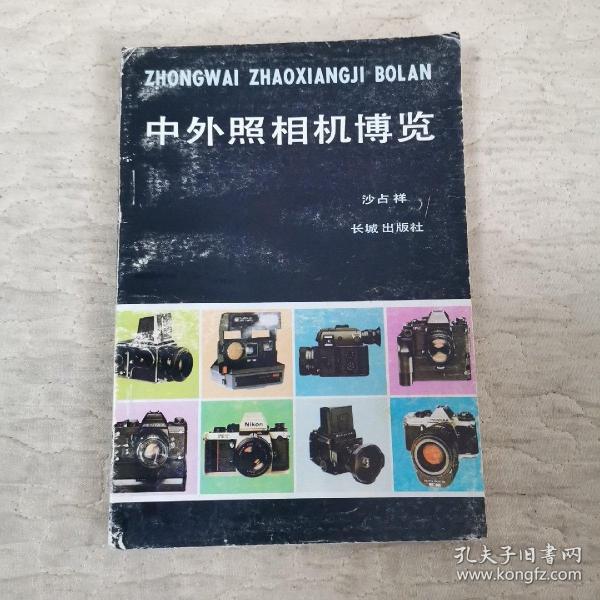 ZHONGWAI ZHAOXIANGJI BOLAN
中外照相机博览
沙占祥
长城出版社
Nikon
孔夫子旧书网
www.kongfz.com